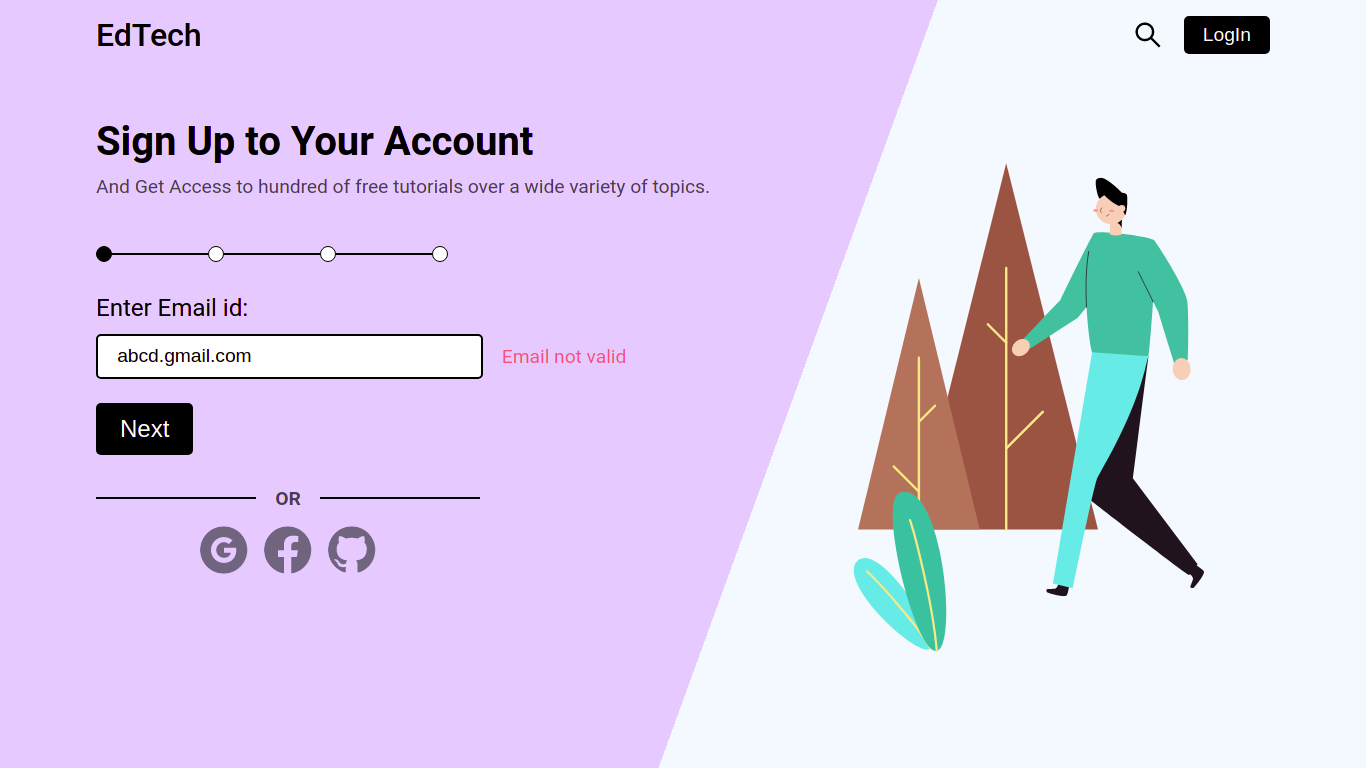 EdTech
LogIn
Sign Up to Your Account
And Get Access to hundred of free tutorials over a wide variety of topics.
Enter Email id:
abcd.gmail.com
Email not valid
Next
OR